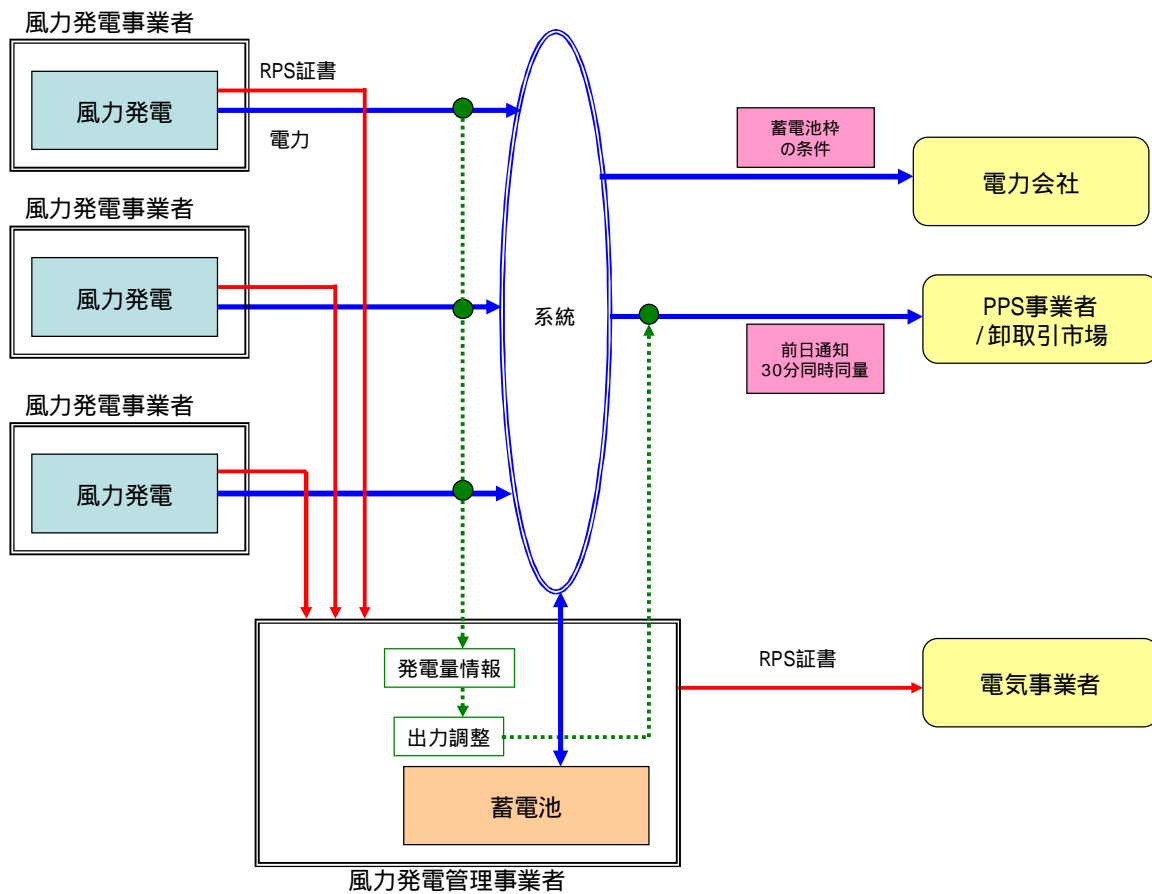 風力発電事業者
RPS証書
風力発電
電力
蓄電池枠
の条件
電力会社
風力発電事業者
風力発電
系統
PPS事業者
/卸取引市場
前日通知
30分同時同量
風力発電事業者
風力発電
発電量情報
RPS証書
電気事業者
出力調整
蓄電池
風力発電管理事業者